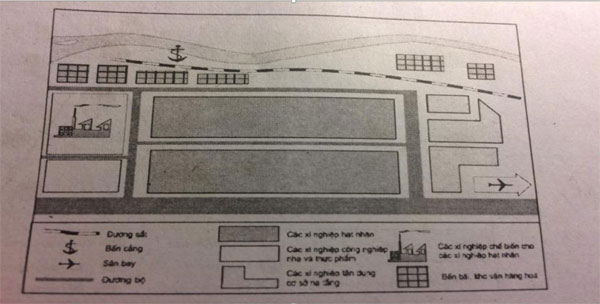 Đường sắt
Bến cảng
Sân bay
Đường bộ
Các xí nghiệp hạt nhân
Các xí nghiệp công nghiệp
nhẹ và thực phẩm
Các xí nghiệp tận dụng
cơ sở hạ tầng
Các xí nghiệp chế biến cho
các xí nghiệp hạt nhân
Bến bãi, kho vận hàng hoá